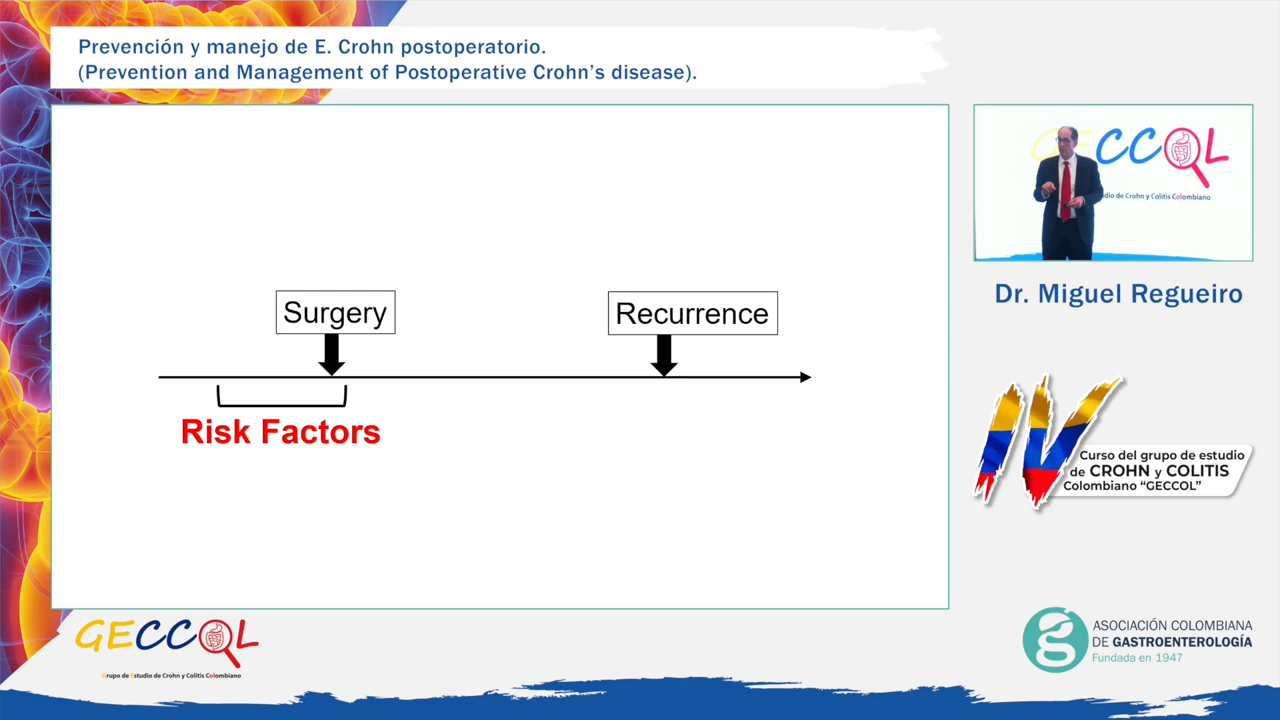 Prevención y manejo de E. Crohn postoperatorio.
(Prevention and Management of Postoperative Crohn's disease).
Surgery
Recurrence
Risk Factors
GECCOL
dio de Crohn y Colitis Colombiano
Dr. Miguel Regueiro
IV
Curso del grupo de estudio
de CROHN y COLITIS
Colombiano “GECCOL”
GECCOL
Grupo de Estudio de Crohn y Colitis Colombiano
ASOCIACIÓN COLOMBIANA
DE GASTROENTEROLOGÍA
Fundada en 1947